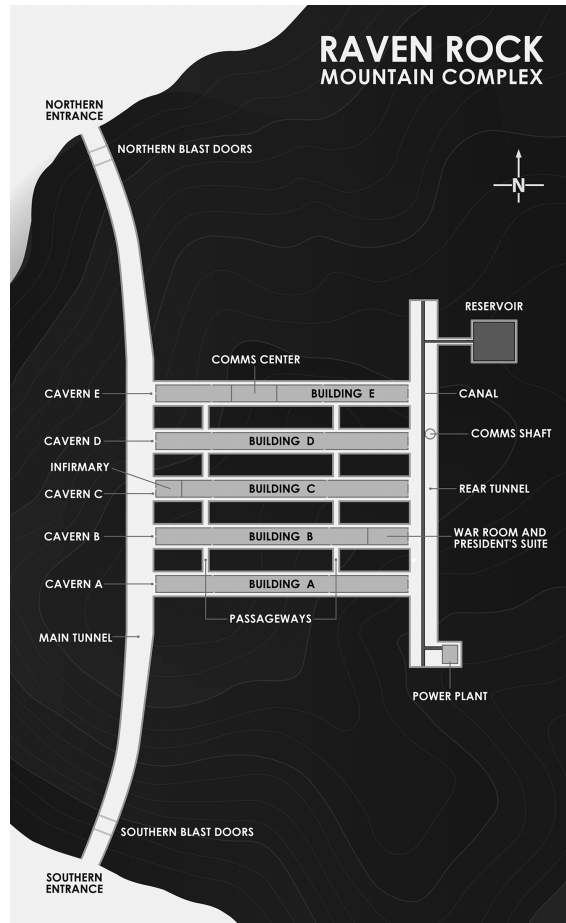 RAVEN ROCK
MOUNTAIN COMPLEX
NORTHERN
ENTRANCE
NORTHERN BLAST DOORS
N
RESERVOIR
COMMS CENTER
CAVERN E
BUILDING E
CANAL
COMMS SHAFT
CAVERN D
BUILDING D
INFIRMARY
CAVERN C
BUILDING C
REAR TUNNEL
CAVERN B
BUILDING B
WAR ROOM AND
PRESIDENT'S SUITE
CAVERN A
BUILDING A
PASSAGEWAYS
MAIN TUNNEL
POWER PLANT
SOUTHERN BLAST DOORS
SOUTHERN
ENTRANCE